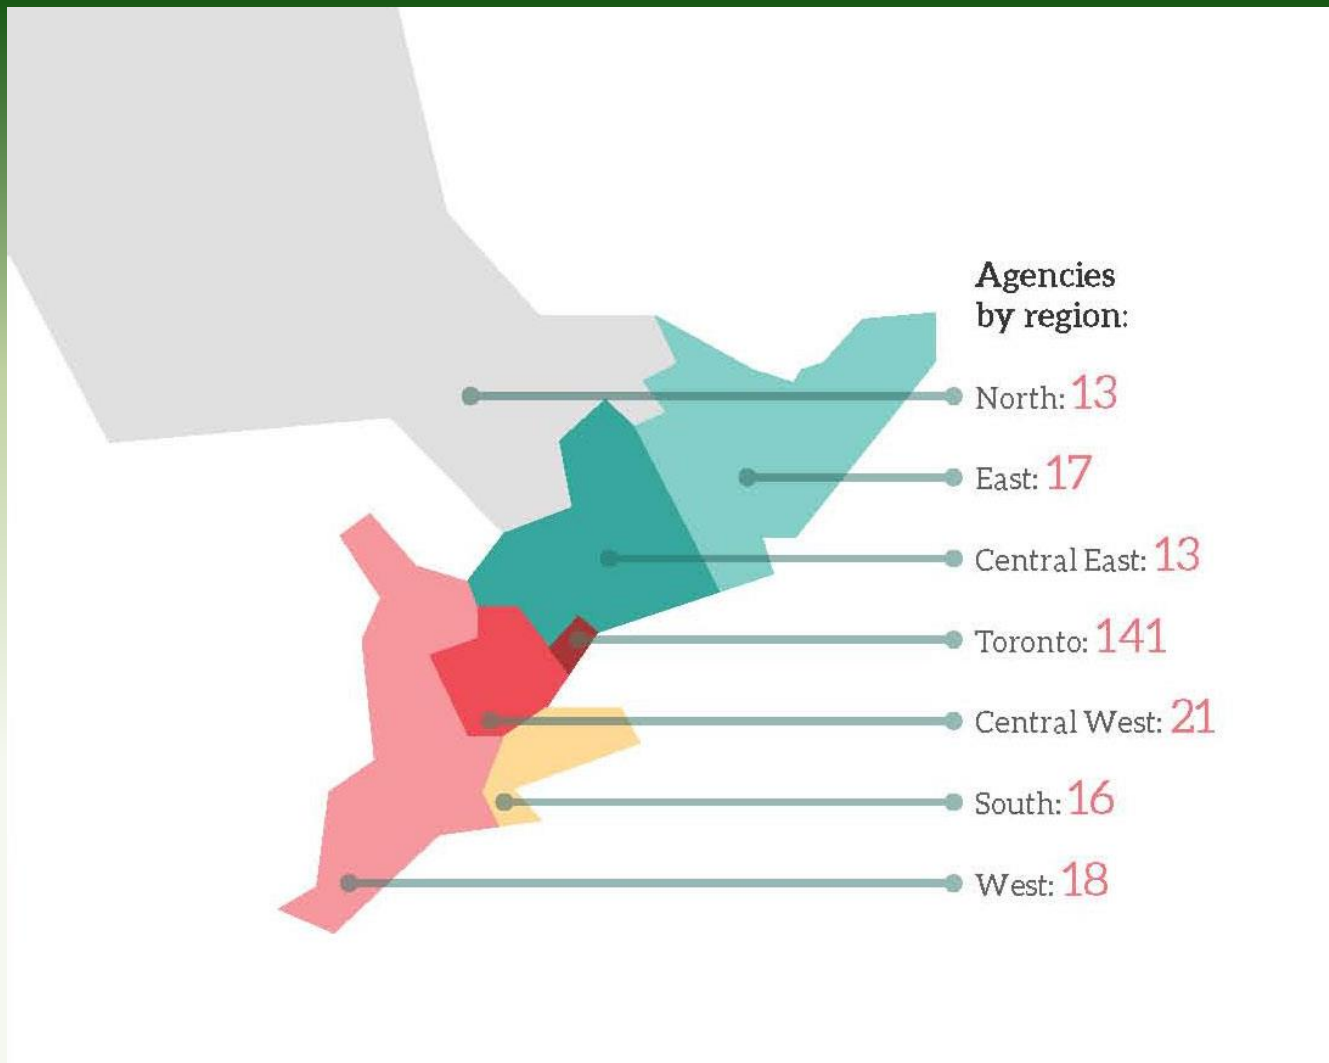 Agencies
by region:
North: 13
East: 17
Central East: 13
Toronto: 141
Central West: 21
South: 16
West: 18